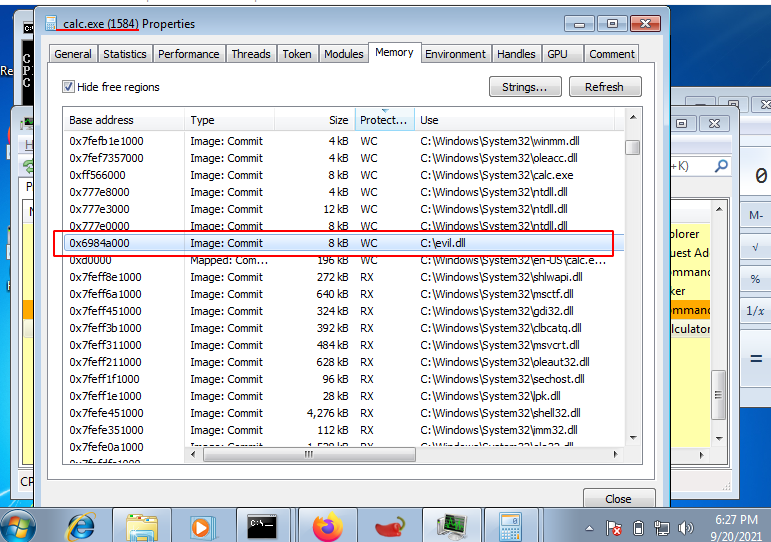 calc.exe (1584) Properties
General Statistics Performance Threads Token Modules Memory Environment Handles GPU Comment
Hide free regions Strings... Refresh
Base address Type Size Protect... Use
0x7fefb1e1000 Image: Commit 4 kB WC C:\Windows\System32\winmm.dll
0x7fef7357000 Image: Commit 4 kB WC C:\Windows\System32\oleacc.dll
0xff566000 Image: Commit 8 kB WC C:\Windows\System32\calc.exe
0x777e8000 Image: Commit 4 kB WC C:\Windows\System32\ntdll.dll
0x777e3000 Image: Commit 12 kB WC C:\Windows\System32\ntdll.dll
0x777e0000 Image: Commit 8 kB WC C:\Windows\System32\ntdll.dll
0x6984a000 Image: Commit 8 kB WC C:\evil.dll
0xd0000 Mapped: Com... 196 kB WC C:\Windows\System32\en-US\calc.e...
0x7feff8e1000 Image: Commit 272 kB RX C:\Windows\System32\shlwapi.dll
0x7feff6a1000 Image: Commit 640 kB RX C:\Windows\System32\msctf.dll
0x7feff451000 Image: Commit 324 kB RX C:\Windows\System32\gdi32.dll
0x7feff3b1000 Image: Commit 392 kB RX C:\Windows\System32\clbcatq.dll
0x7feff311000 Image: Commit 484 kB RX C:\Windows\System32\msvcrt.dll
0x7feff211000 Image: Commit 628 kB RX C:\Windows\System32\oleaut32.dll
0x7feff1f1000 Image: Commit 96 kB RX C:\Windows\System32\sechost.dll
0x7feff1e1000 Image: Commit 28 kB RX C:\Windows\System32\lpk.dll
0x7fefe451000 Image: Commit 4,276 kB RX C:\Windows\System32\shell32.dll
0x7fefe351000 Image: Commit 112 kB RX C:\Windows\System32\imm32.dll
0x7fefe0a1000 Image: Commit
Close
+K)
0
M-
√
%
1/x
=
plorer
uest Ad
ommand
ker
mmand
lculator
CP
6:27 PM
9/20/2021